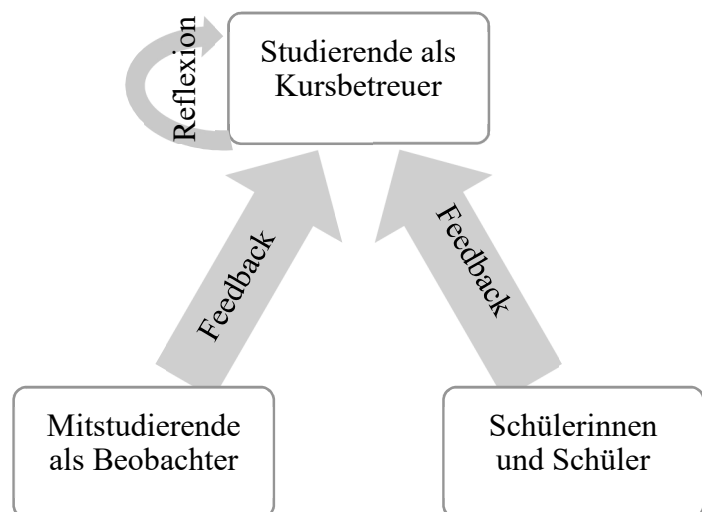 Reflexion
Studierende als
Kursbetreuer
Feedback
Feedback
Mitstudierende
als Beobachter
Schülerinnen
und Schüler